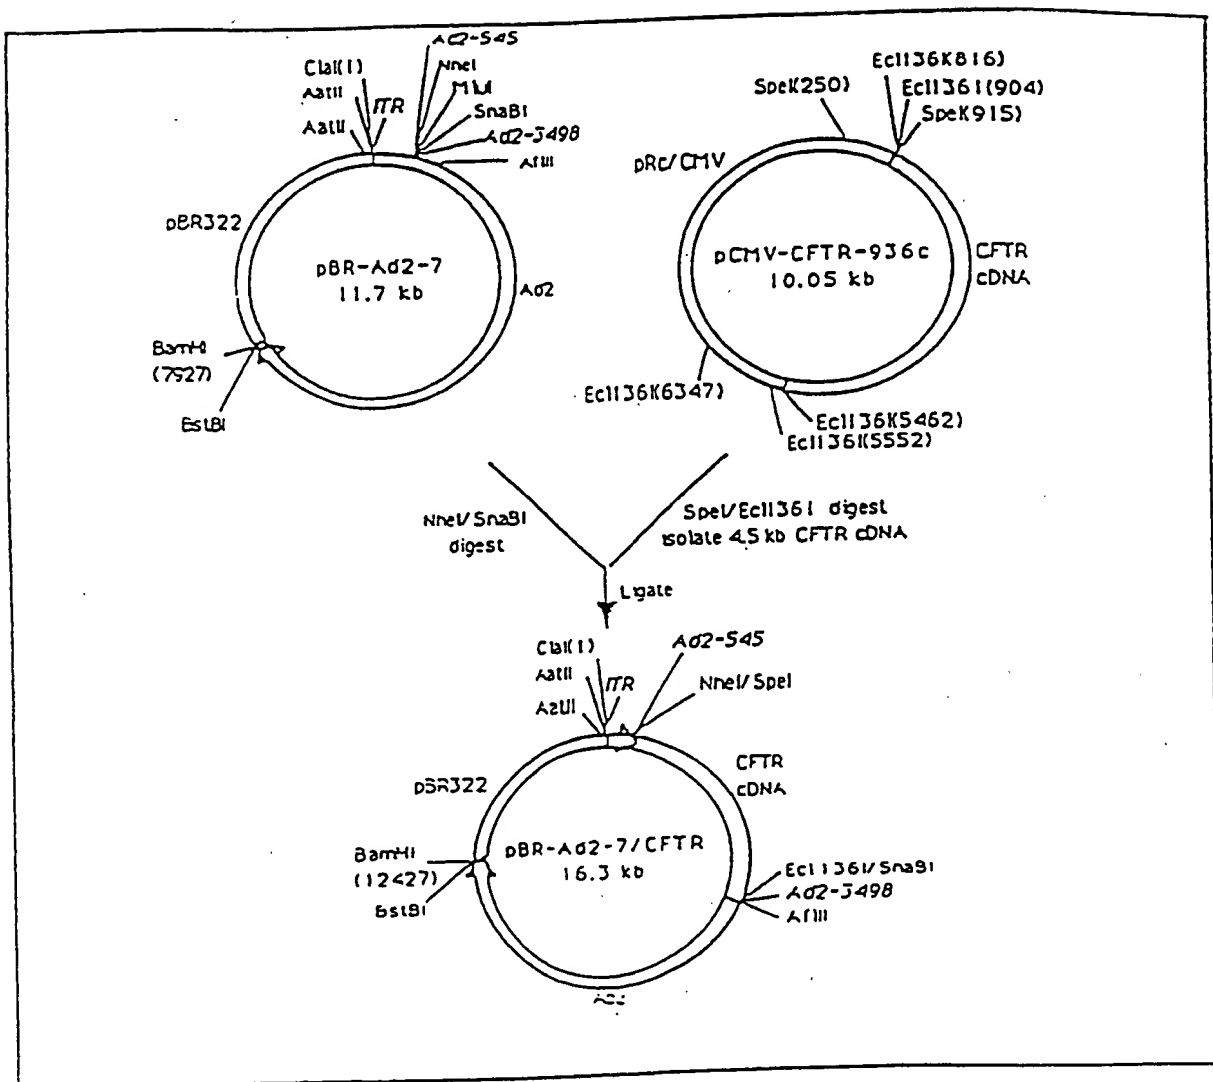 Ad2-545
ClaI(1)
NheI
AatII
ITR
MluI
SnaBI
AatII
Ad2-3498
AflII
pBR322
pBR-Ad2-7
11.7 kb
Ad2
BamHI
(7927)
BstBI
Ecl136I(816)
Ecl136I(904)
SpeI(250)
SpeI(915)
pRc/CMV
pCMV-CFTR-936c
10.05 kb
CFTR
cDNA
Ecl136I(6347)
Ecl136I(5462)
Ecl136I(5552)
NheI/SnaBI
digest
SpeI/Ecl136I digest
isolate 4.5 kb CFTR cDNA
Ligate
ClaI(1)
Ad2-545
AatII
ITR
NheI/SpeI
AatII
CFTR
cDNA
pBR322
pBR-Ad2-7/CFTR
16.3 kb
BamHI
(12427)
BstBI
Ecl136I/SnaBI
Ad2-3498
AflII